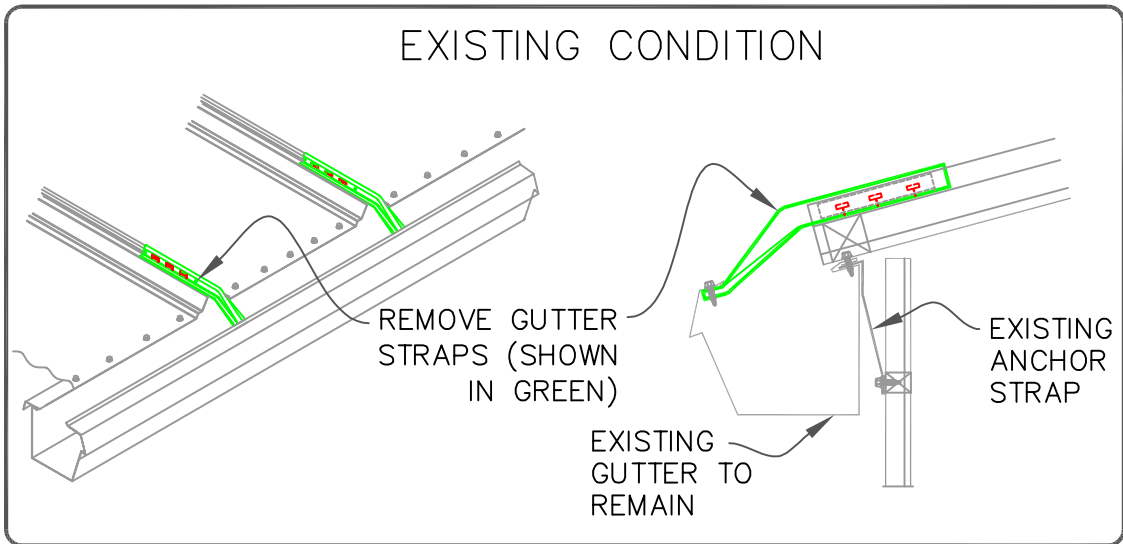 EXISTING CONDITION
REMOVE GUTTER
STRAPS (SHOWN
IN GREEN)
EXISTING
ANCHOR
STRAP
EXISTING
GUTTER TO
REMAIN